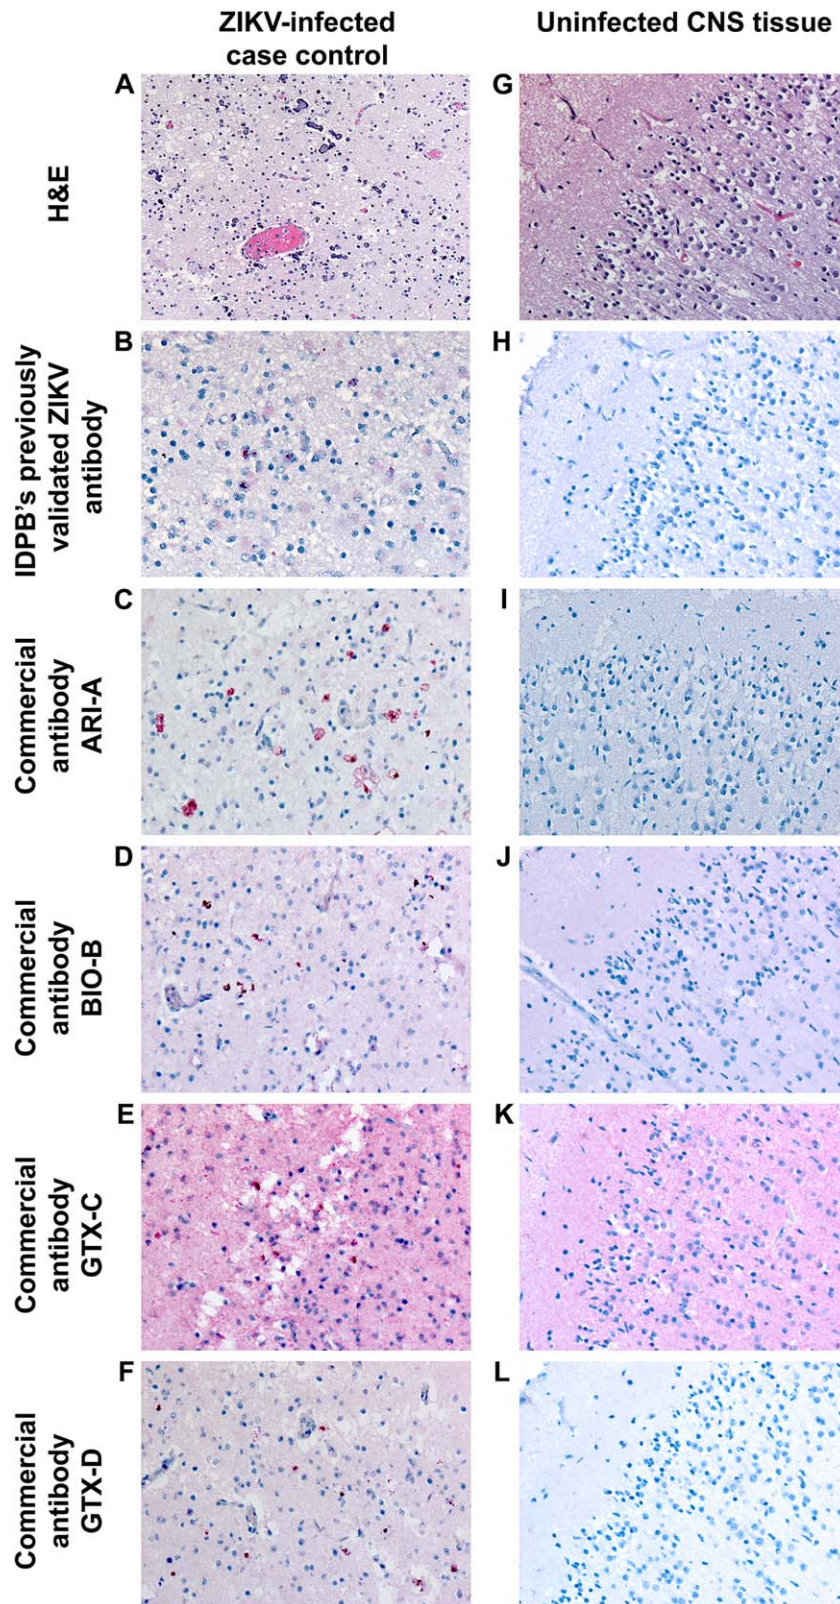 ZIKV-infected
case control
Uninfected CNS tissue
H&E
A
G
IDPB's previously
validated ZIKV
antibody
B
H
Commercial
antibody
ARI-A
C
I
Commercial
antibody
BIO-B
D
J
Commercial
antibody
GTX-C
E
K
Commercial
antibody
GTX-D
F
L